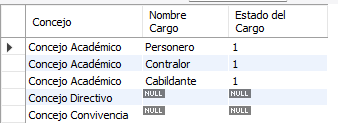 Concejo Nombre Cargo Estado del Cargo
Concejo Académico Personero 1
Concejo Académico Contralor 1
Concejo Académico Cabildante 1
Concejo Directivo NULL NULL
Concejo Convivencia NULL NULL